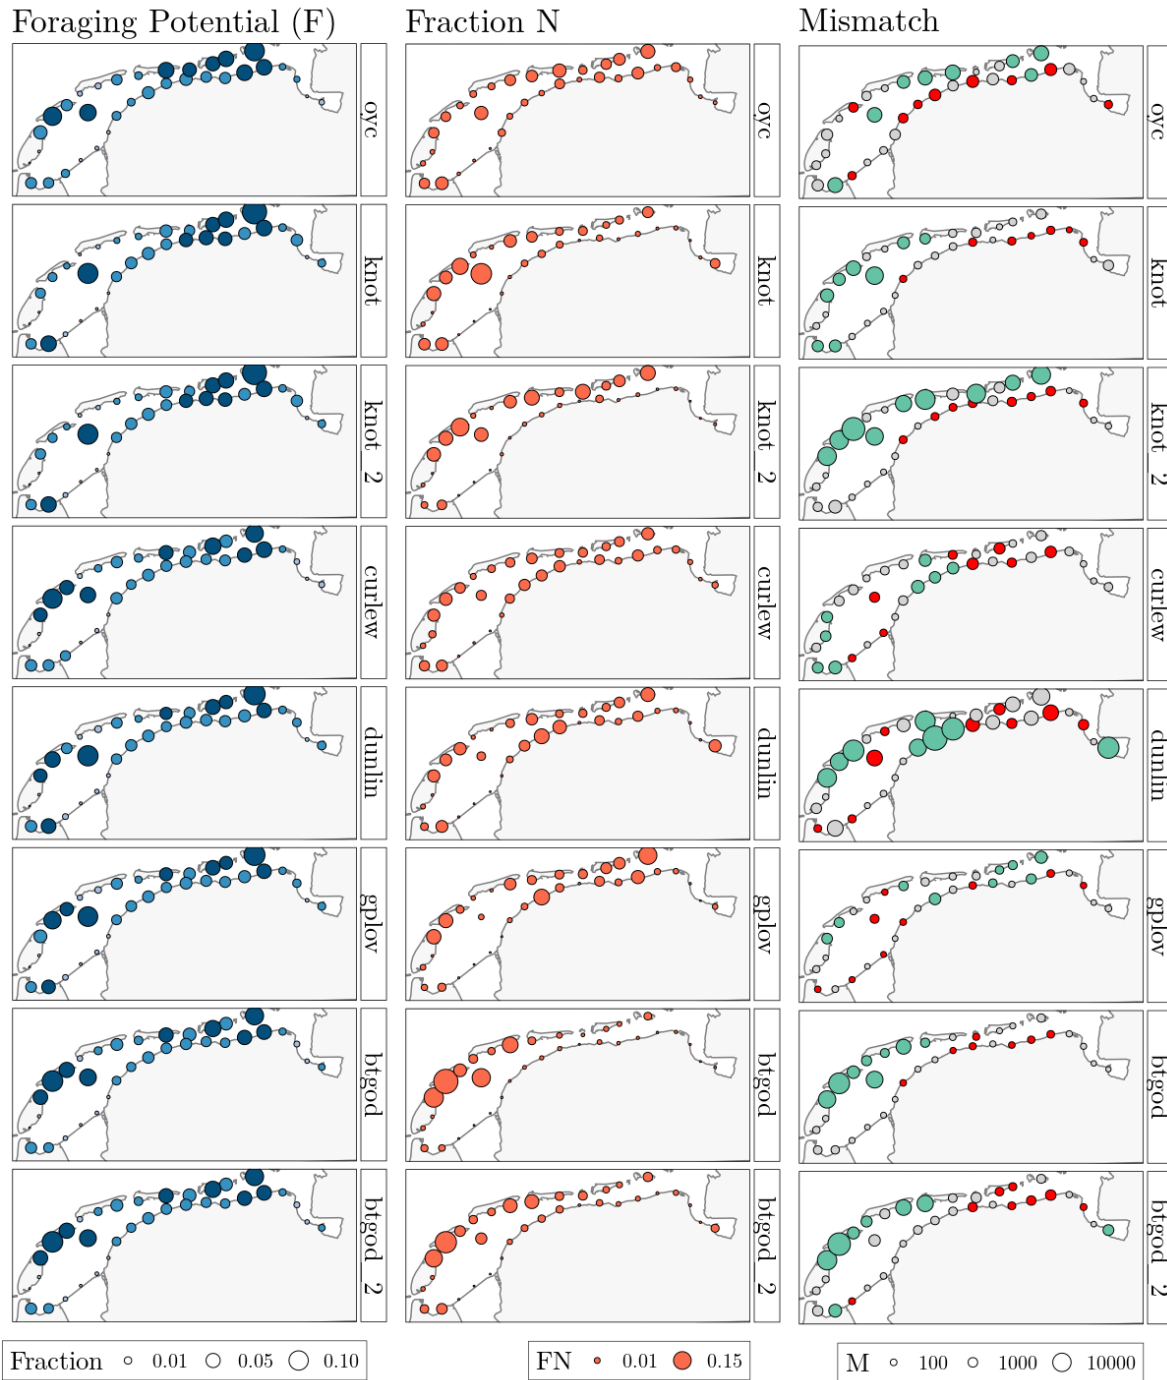 Foraging Potential (F)
Fraction N
Mismatch
oyc
oyc
oyc
knot
knot
knot
knot_2
knot_2
knot_2
curlew
curlew
curlew
dunlin
dunlin
dunlin
gplov
gplov
gplov
btgod
btgod
btgod
btgod_2
btgod_2
btgod_2
Fraction 0.01 0.05 0.10
FN 0.01 0.15
M 100 1000 10000